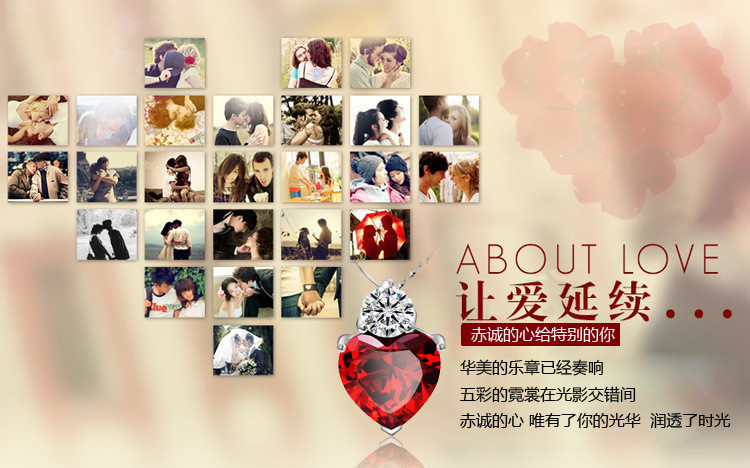 ABOUT LOVE
让爱延续...
赤诚的心给特别的你
华美的乐章已经奏响
五彩的霓裳在光影交错间
赤诚的心 唯有了你的光华 润透了时光